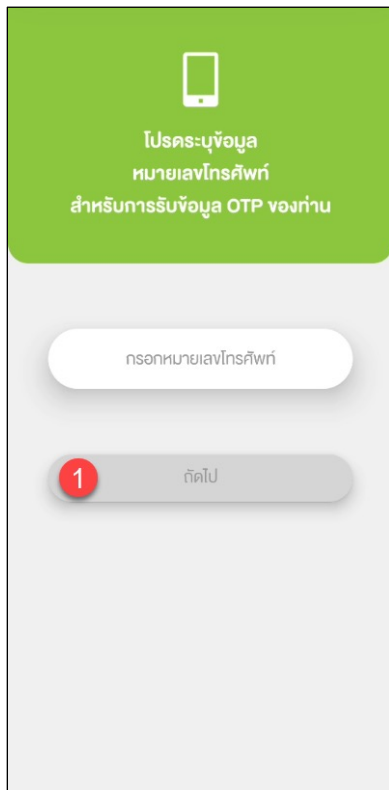 โปรดระบุข้อมูล
หมายเลขโทรศัพท์
สำหรับการรับข้อมูล OTP ของท่าน
กรอกหมายเลขโทรศัพท์
1 ถัดไป